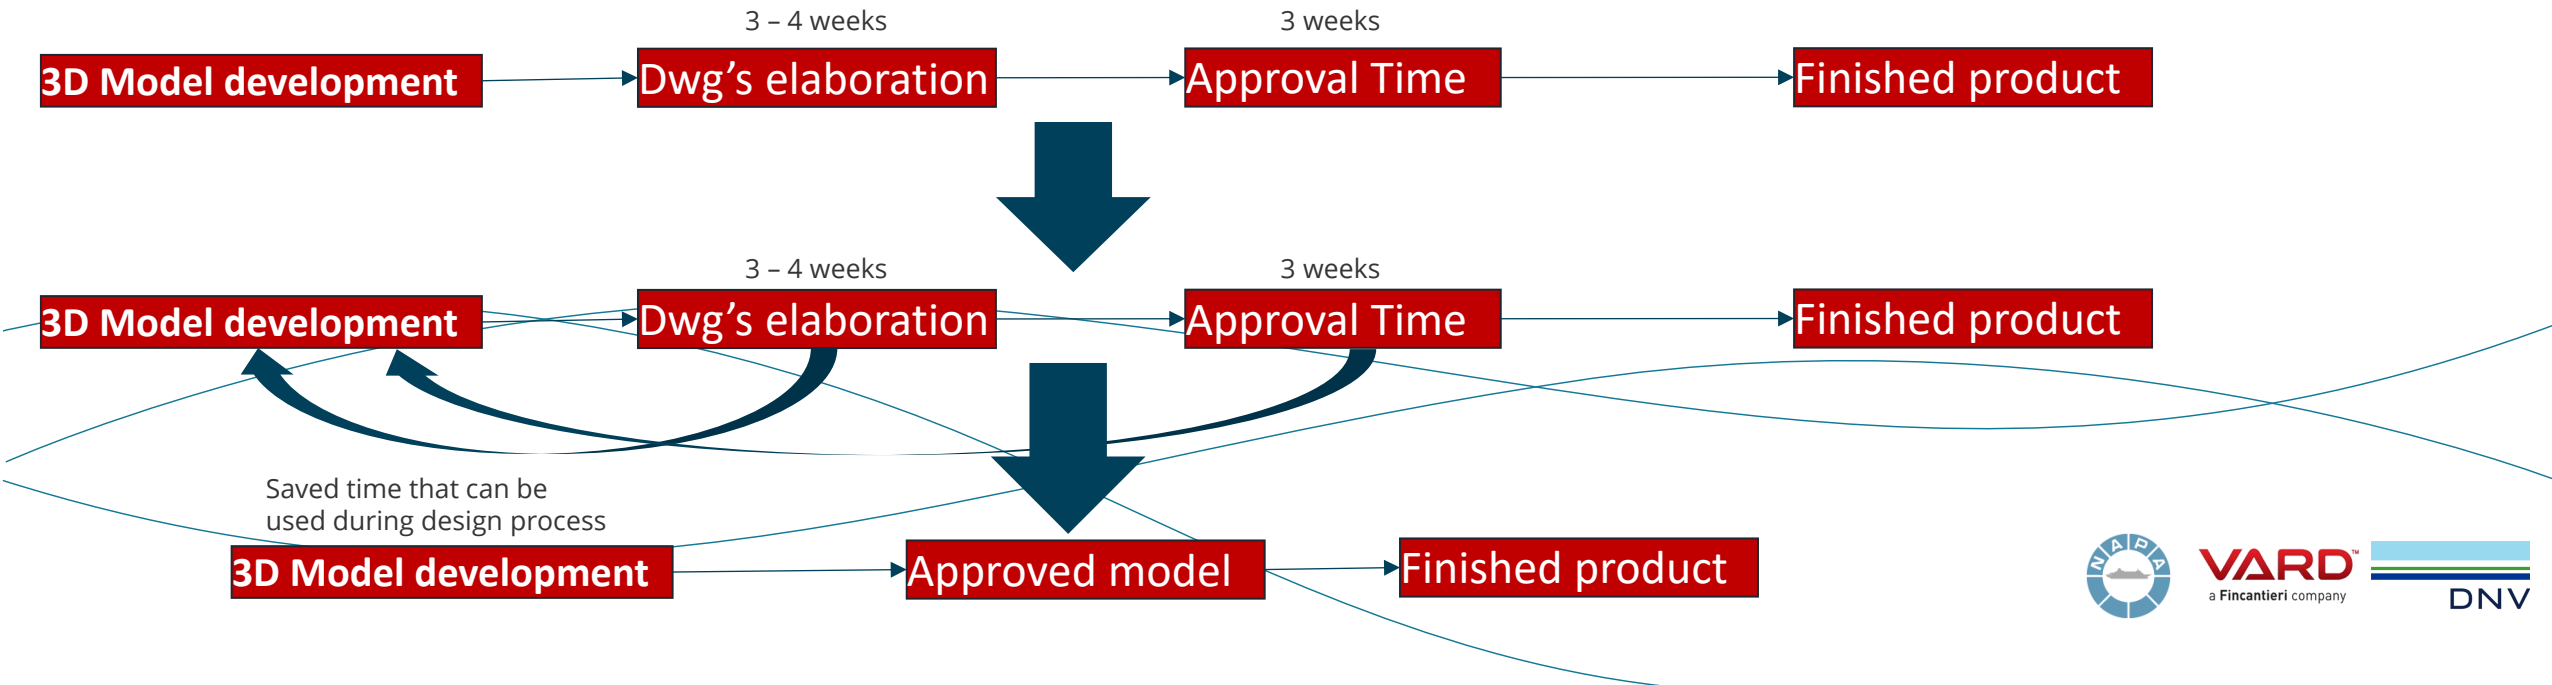 3 – 4 weeks
3 weeks
3D Model development
Dwg’s elaboration
Approval Time
Finished product
3 – 4 weeks
3 weeks
3D Model development
Dwg’s elaboration
Approval Time
Finished product
Saved time that can be
used during design process
3D Model development
Approved model
Finished product
NAPA
VARD™
a Fincantieri company
DNV